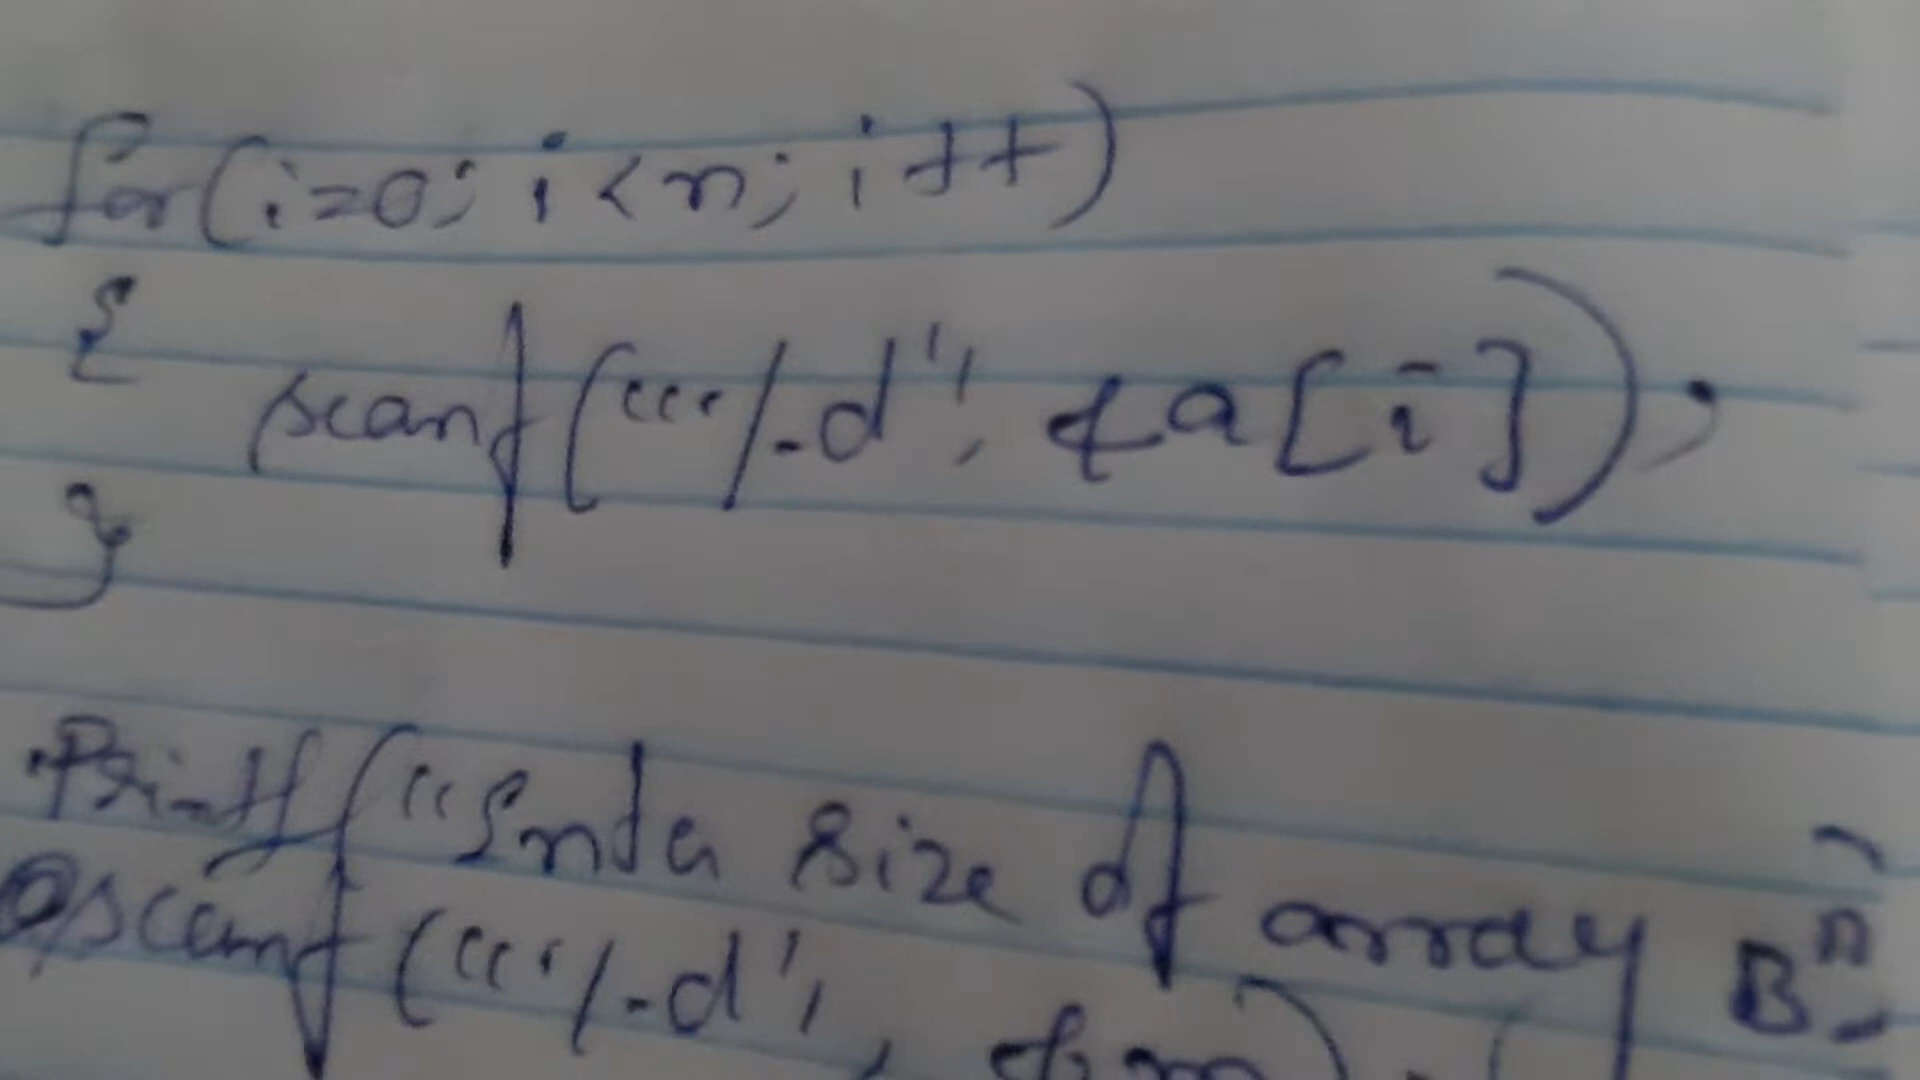 for(i=0; i<n; i++)
{
scanf("%d", &a[i]);
}
Printf("Enter size of array B"
scanf("%d", &m)